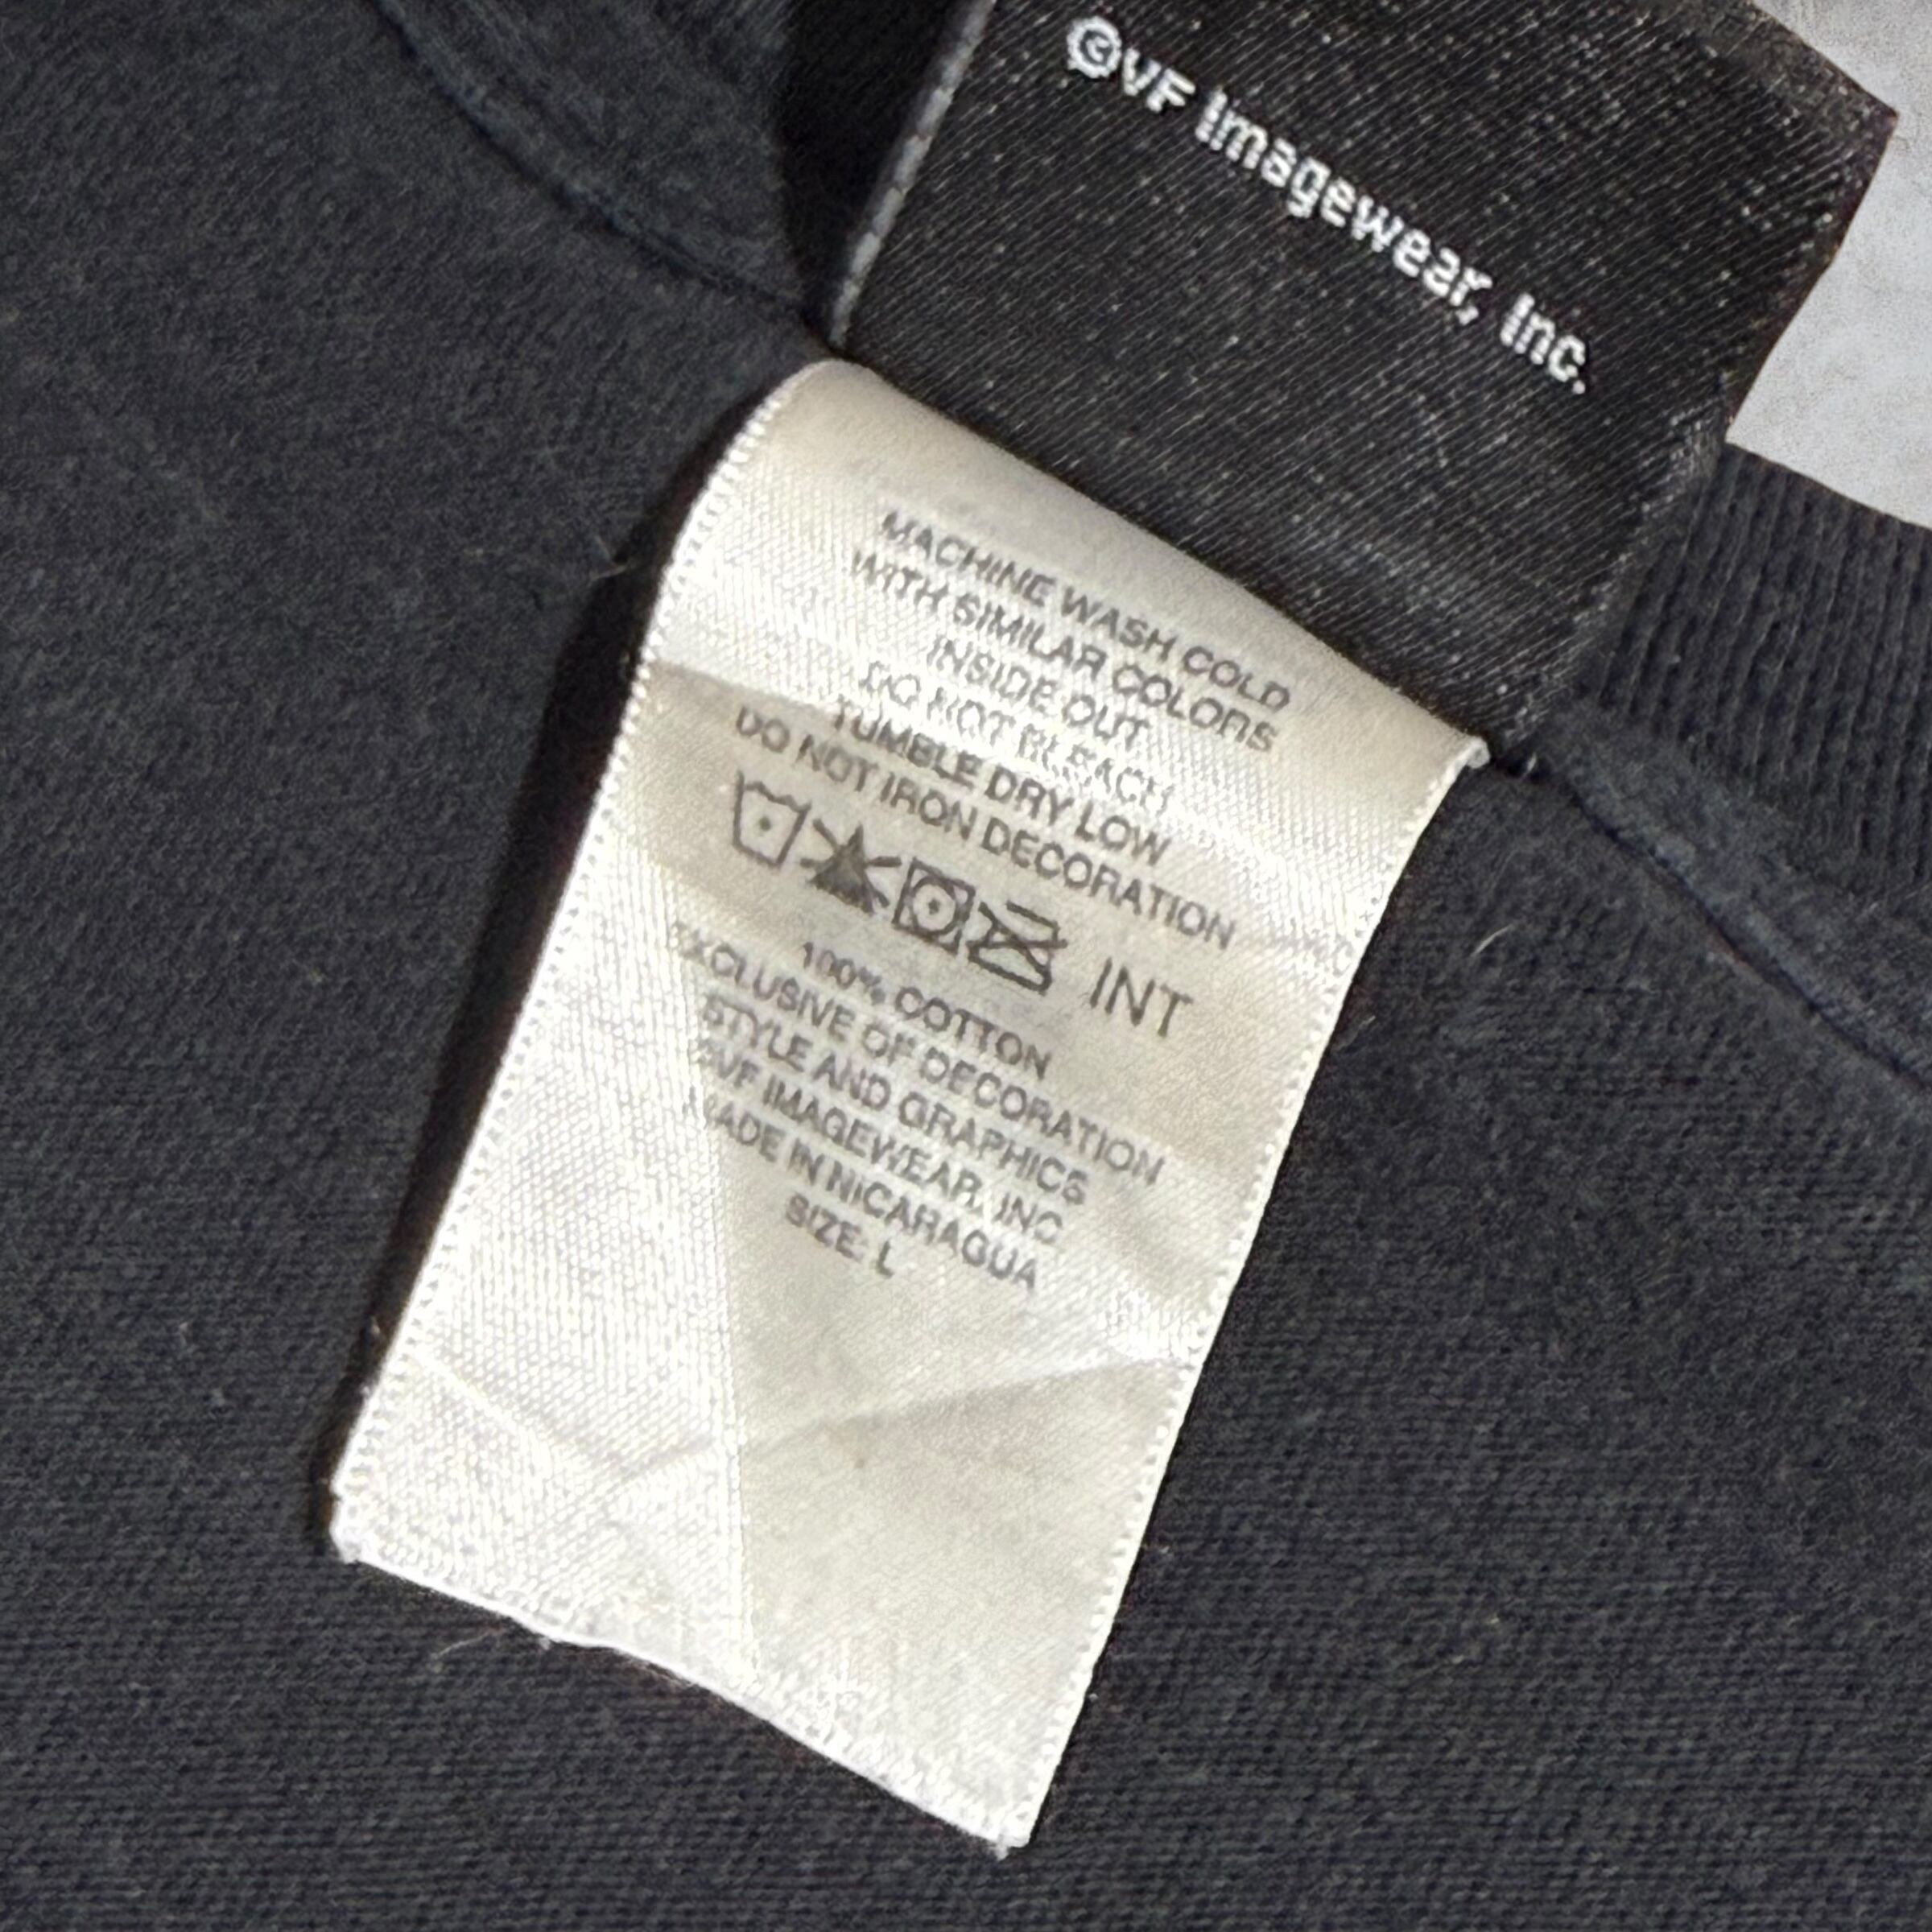 ©VF Imagewear, Inc.
MACHINE WASH COLD
WITH SIMILAR COLORS
INSIDE OUT
DO NOT BLEACH
TUMBLE DRY LOW
DO NOT IRON DECORATION
INT
100% COTTON
EXCLUSIVE OF DECORATION
STYLE AND GRAPHICS
©VF IMAGEWEAR, INC
MADE IN NICARAGUA
SIZE: L